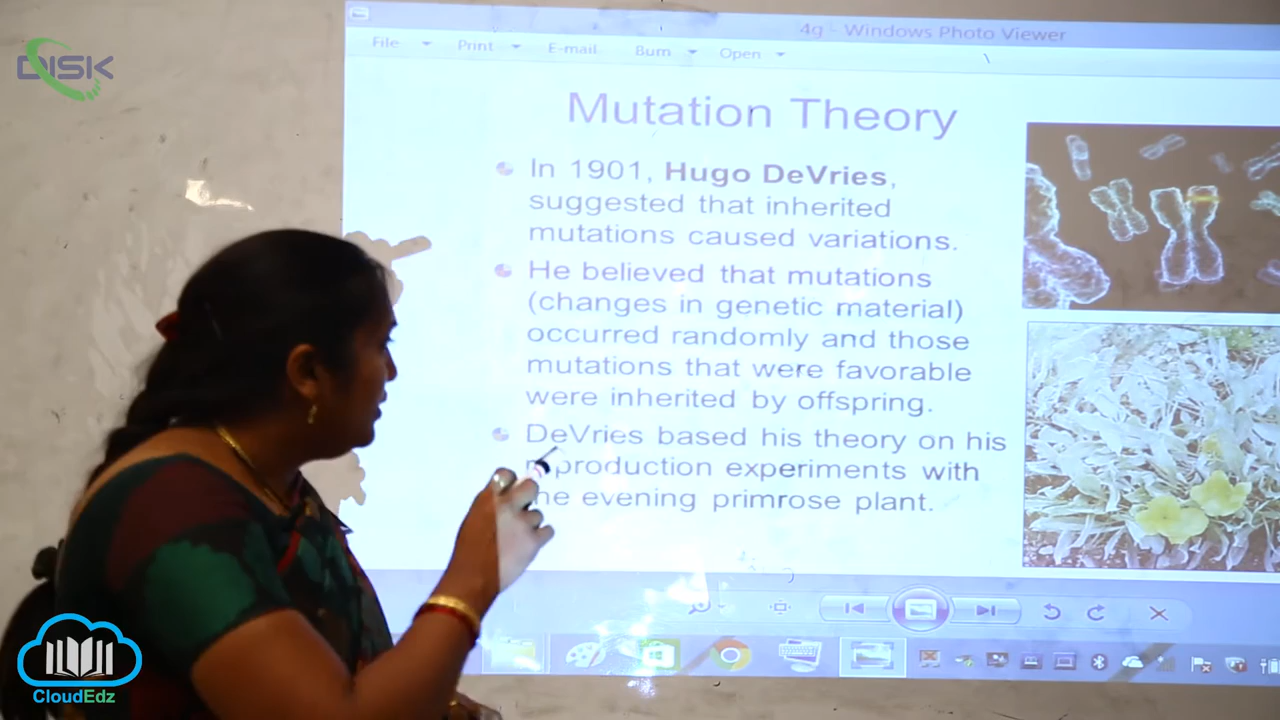 DISK
4g - Windows Photo Viewer
File Print E-mail Burn Open
Mutation Theory
In 1901, Hugo DeVries,
suggested that inherited
mutations caused variations.
He believed that mutations
(changes in genetic material)
occurred randomly and those
mutations that were favorable
were inherited by offspring.
DeVries based his theory on his
reproduction experiments with
the evening primrose plant.
CloudEdz